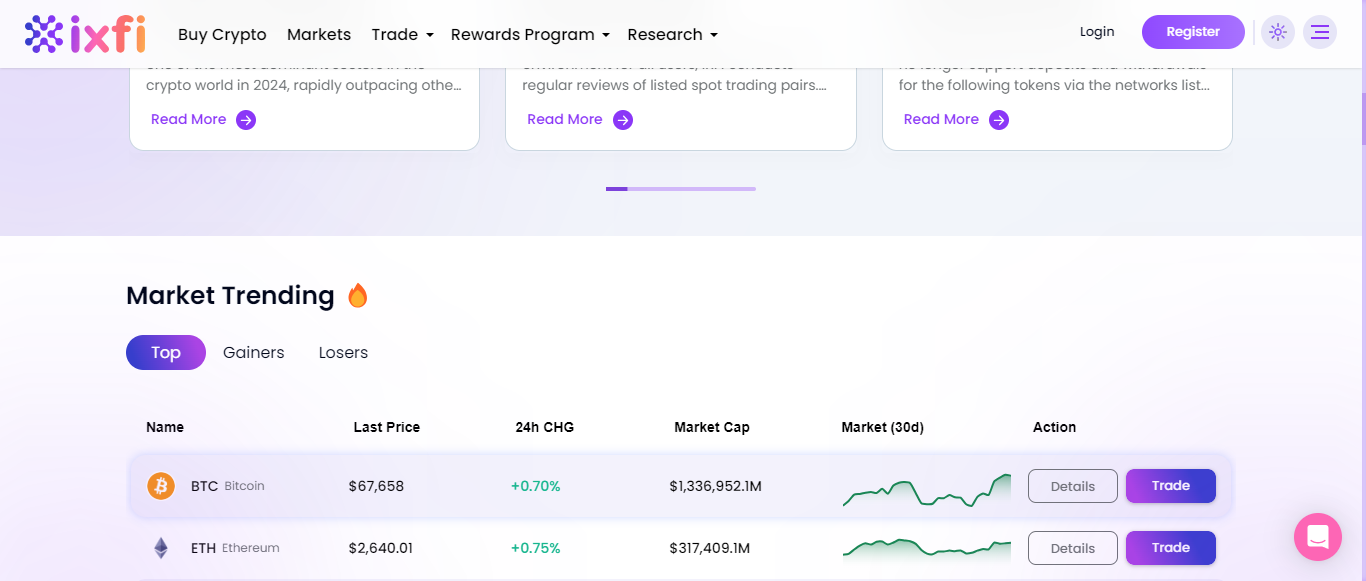 ixfi
Buy Crypto Markets Trade Rewards Program Research Login Register
crypto world in 2024, rapidly outpacing othe...
Read More
regular reviews of listed spot trading pairs....
Read More
for the following tokens via the networks list...
Read More
Market Trending
Top Gainers Losers
Name Last Price 24h CHG Market Cap Market (30d) Action
BTC Bitcoin $67,658 +0.70% $1,336,952.1M Details Trade
ETH Ethereum $2,640.01 +0.75% $317,409.1M Details Trade